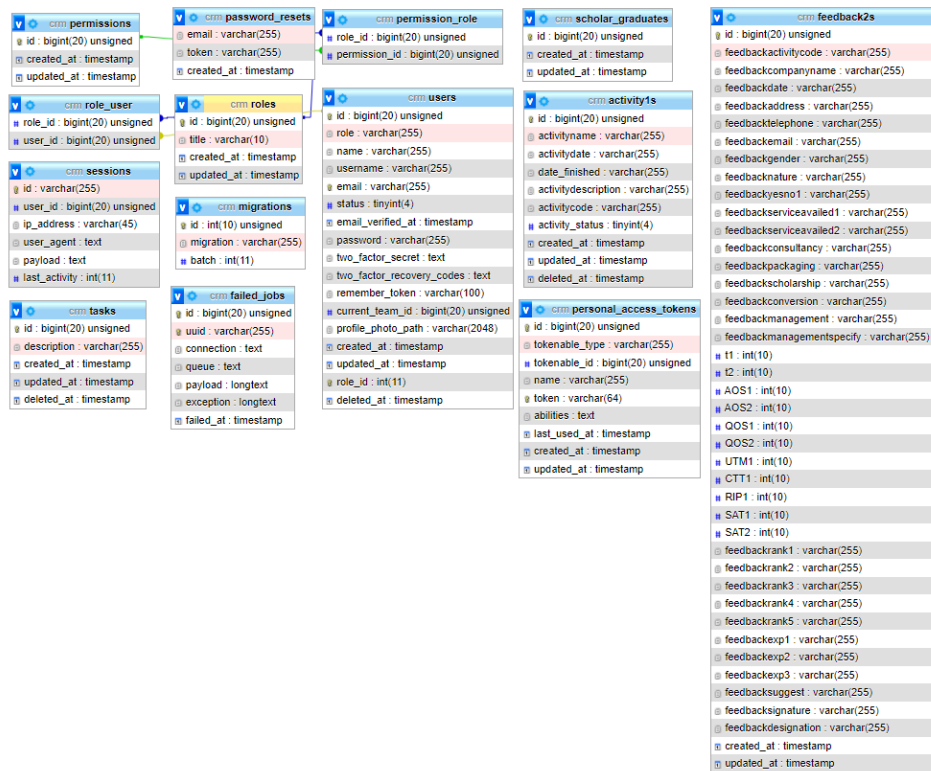 crm permissions
id : bigint(20) unsigned
created_at : timestamp
updated_at : timestamp
crm password_resets
email : varchar(255)
token : varchar(255)
created_at : timestamp
crm permission_role
role_id : bigint(20) unsigned
permission_id : bigint(20) unsigned
crm scholar_graduates
id : bigint(20) unsigned
created_at : timestamp
updated_at : timestamp
crm role_user
role_id : bigint(20) unsigned
user_id : bigint(20) unsigned
crm roles
id : bigint(20) unsigned
title : varchar(10)
created_at : timestamp
updated_at : timestamp
crm users
id : bigint(20) unsigned
role : varchar(255)
name : varchar(255)
username : varchar(255)
email : varchar(255)
status : tinyint(4)
email_verified_at : timestamp
password : varchar(255)
two_factor_secret : text
two_factor_recovery_codes : text
remember_token : varchar(100)
current_team_id : bigint(20) unsigned
profile_photo_path : varchar(2048)
created_at : timestamp
updated_at : timestamp
role_id : int(11)
deleted_at : timestamp
crm activity1s
id : bigint(20) unsigned
activityname : varchar(255)
activitydate : varchar(255)
date_finished : varchar(255)
activitydescription : varchar(255)
activitycode : varchar(255)
activity_status : tinyint(4)
created_at : timestamp
updated_at : timestamp
deleted_at : timestamp
crm sessions
id : varchar(255)
user_id : bigint(20) unsigned
ip_address : varchar(45)
user_agent : text
payload : text
last_activity : int(11)
crm migrations
id : int(10) unsigned
migration : varchar(255)
batch : int(11)
crm tasks
id : bigint(20) unsigned
description : varchar(255)
created_at : timestamp
updated_at : timestamp
deleted_at : timestamp
crm failed_jobs
id : bigint(20) unsigned
uuid : varchar(255)
connection : text
queue : text
payload : longtext
exception : longtext
failed_at : timestamp
crm personal_access_tokens
id : bigint(20) unsigned
tokenable_type : varchar(255)
tokenable_id : bigint(20) unsigned
name : varchar(255)
token : varchar(64)
abilities : text
last_used_at : timestamp
created_at : timestamp
updated_at : timestamp
crm feedback2s
id : bigint(20) unsigned
feedbackactivitycode : varchar(255)
feedbackcompanyname : varchar(255)
feedbackdate : varchar(255)
feedbackaddress : varchar(255)
feedbacktelephone : varchar(255)
feedbackemail : varchar(255)
feedbackgender : varchar(255)
feedbacknature : varchar(255)
feedbackyesno1 : varchar(255)
feedbackserviceavailed1 : varchar(255)
feedbackserviceavailed2 : varchar(255)
feedbackconsultancy : varchar(255)
feedbackpackaging : varchar(255)
feedbackscholarship : varchar(255)
feedbackconversion : varchar(255)
feedbackmanagement : varchar(255)
feedbackmanagementspecify : varchar(255)
t1 : int(10)
t2 : int(10)
AOS1 : int(10)
AOS2 : int(10)
QOS1 : int(10)
QOS2 : int(10)
UTM1 : int(10)
CTT1 : int(10)
RIP1 : int(10)
SAT1 : int(10)
SAT2 : int(10)
feedbackrank1 : varchar(255)
feedbackrank2 : varchar(255)
feedbackrank3 : varchar(255)
feedbackrank4 : varchar(255)
feedbackrank5 : varchar(255)
feedbackexp1 : varchar(255)
feedbackexp2 : varchar(255)
feedbackexp3 : varchar(255)
feedbacksuggest : varchar(255)
feedbacksignature : varchar(255)
feedbackdesignation : varchar(255)
created_at : timestamp
updated_at : timestamp